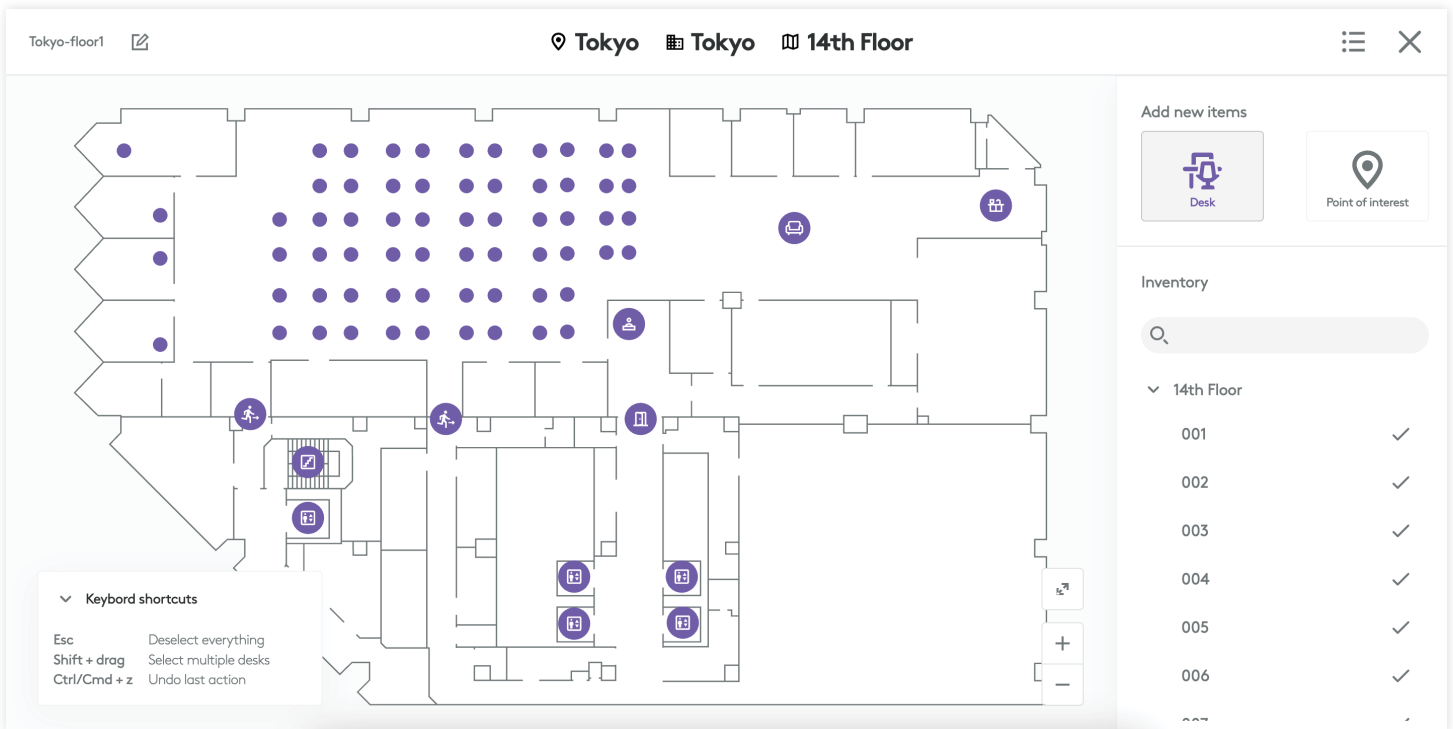 Tokyo-floor1
Tokyo Tokyo 14th Floor
Add new items
Desk Point of interest
Inventory
14th Floor
001
002
003
004
005
006
Keybord shortcuts
Esc Deselect everything
Shift + drag Select multiple desks
Ctrl/Cmd + z Undo last action